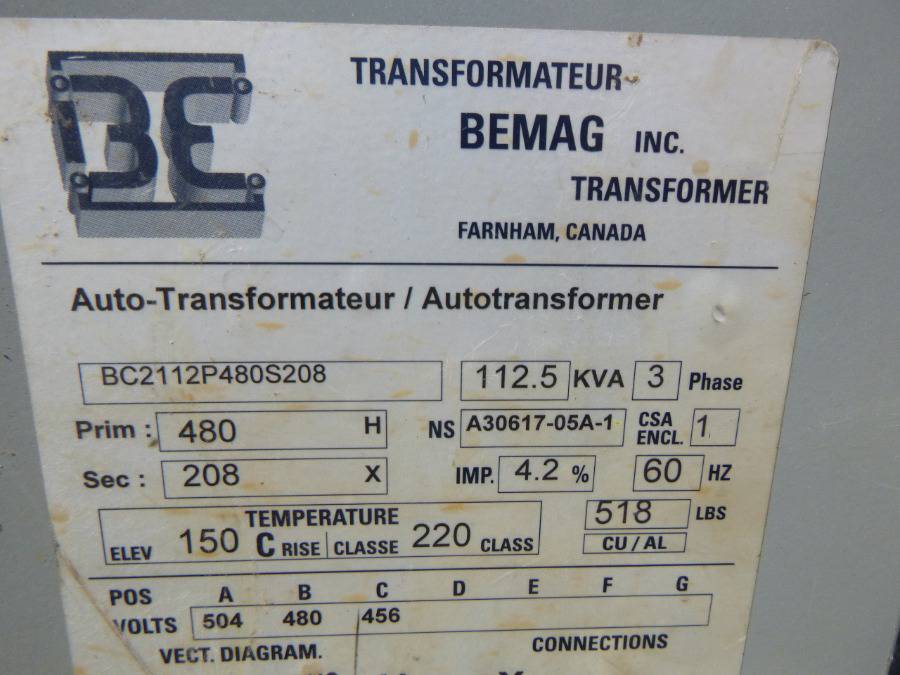 BE
TRANSFORMATEUR
BEMAG INC.
TRANSFORMER
FARNHAM, CANADA
Auto-Transformateur / Autotransformer
BC2112P480S208 112.5 KVA 3 Phase
Prim : 480 H NS A30617-05A-1 CSA ENCL. 1
Sec : 208 X IMP. 4.2 % 60 HZ
TEMPERATURE 518 LBS
ELEV 150 C RISE CLASSE 220 CLASS CU / AL
POS A B C D E F G
VOLTS 504 480 456
VECT. DIAGRAM. CONNECTIONS